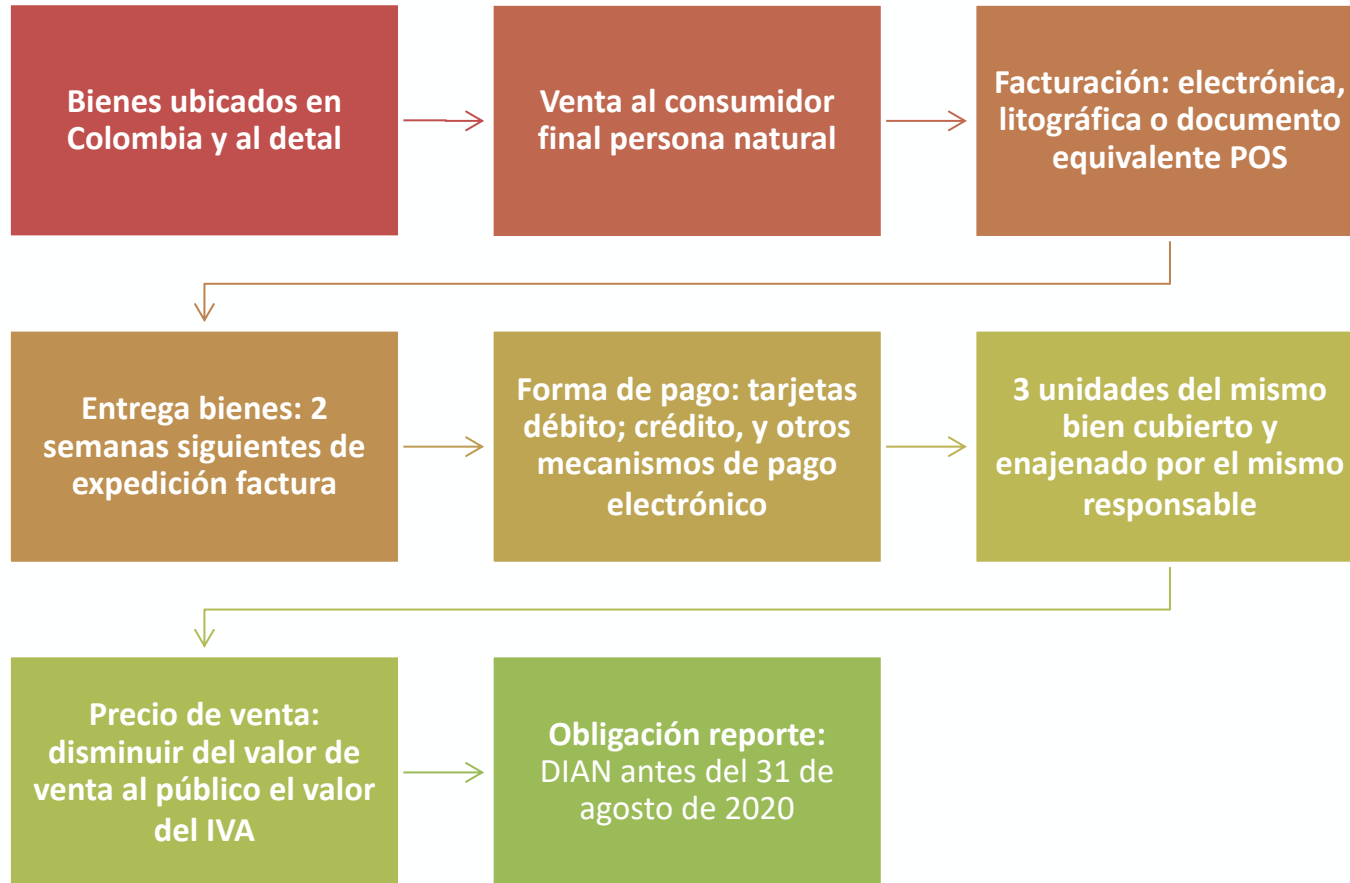 Bienes ubicados en
Colombia y al detal
Venta al consumidor
final persona natural
Facturación: electrónica,
litográfica o documento
equivalente POS
Entrega bienes: 2
semanas siguientes de
expedición factura
Forma de pago: tarjetas
débito; crédito, y otros
mecanismos de pago
electrónico
3 unidades del mismo
bien cubierto y
enajenado por el mismo
responsable
Precio de venta:
disminuir del valor de
venta al público el valor
del IVA
Obligación reporte:
DIAN antes del 31 de
agosto de 2020